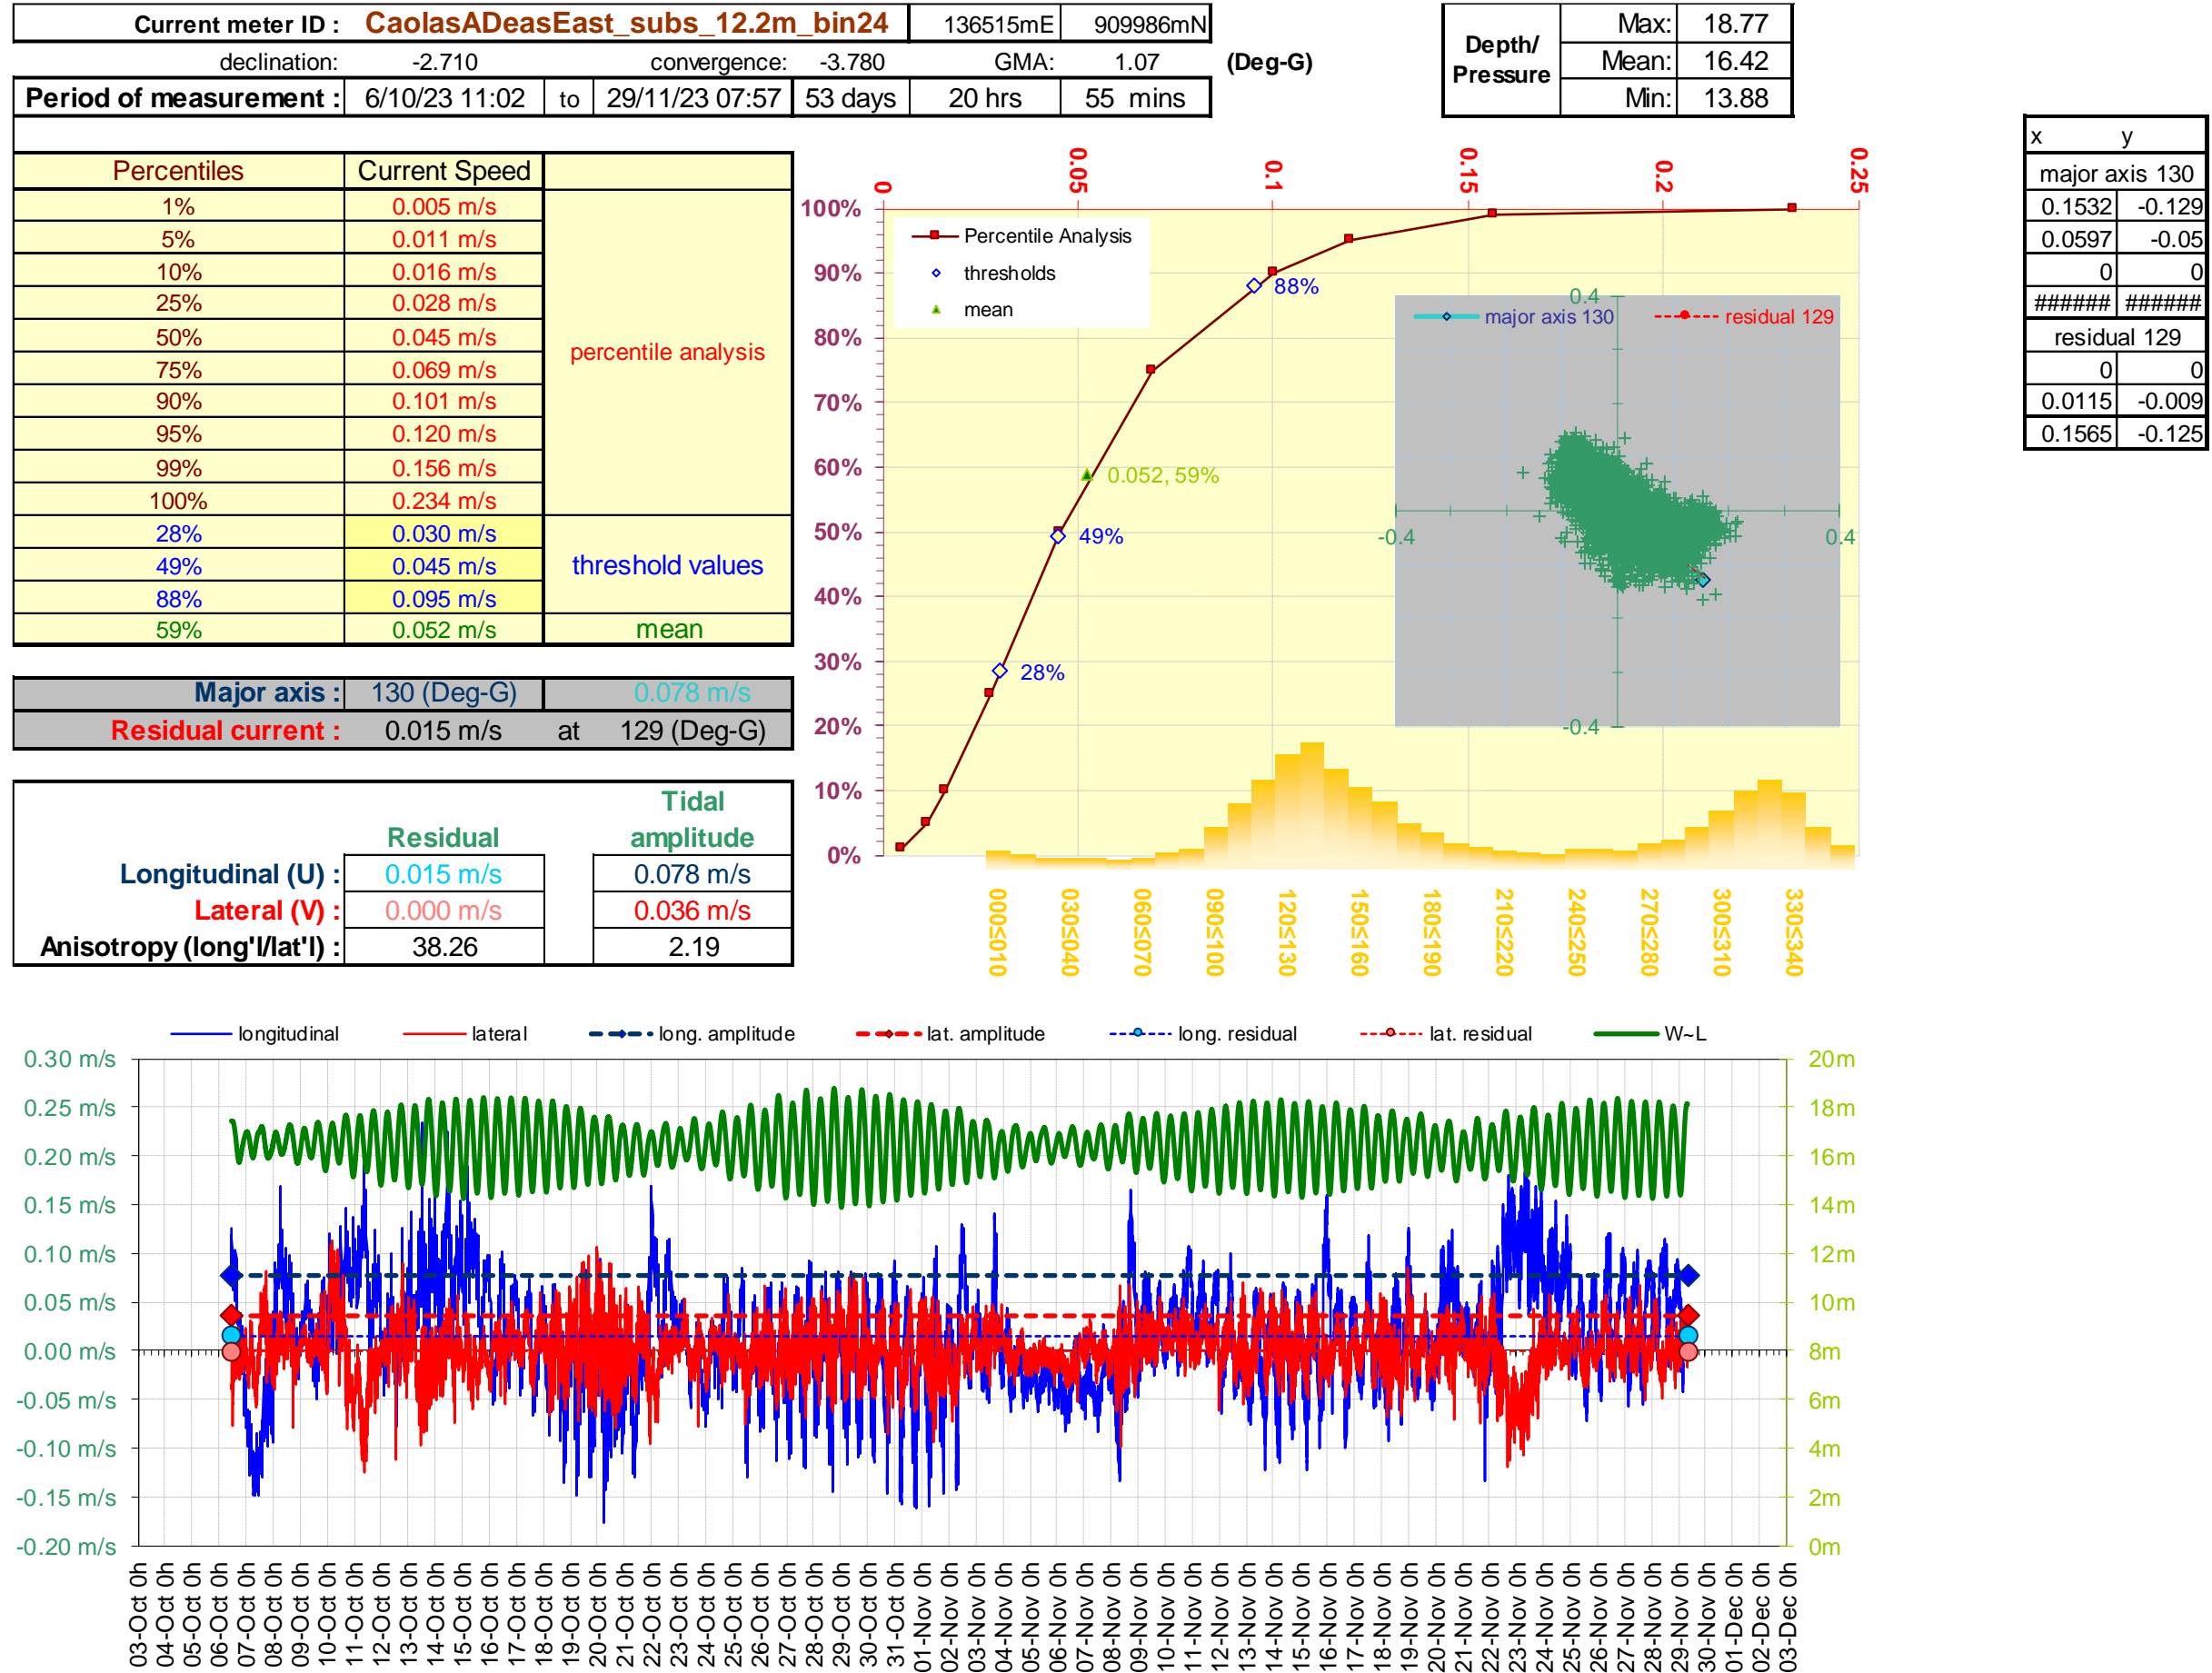 Current meter ID : CaolasADeasEast_subs_12.2m_bin24 136515mE 909986mN
declination: -2.710 convergence: -3.780 GMA: 1.07 (Deg-G)
Period of measurement : 6/10/23 11:02 to 29/11/23 07:57 53 days 20 hrs 55 mins
Depth/ Pressure
Max: 18.77
Mean: 16.42
Min: 13.88
x y
major axis 130
0.1532 -0.129
0.0597 -0.05
0 0
###### ######
residual 129
0 0
0.0115 -0.009
0.1565 -0.125
Percentiles Current Speed
1% 0.005 m/s
5% 0.011 m/s
10% 0.016 m/s
25% 0.028 m/s
50% 0.045 m/s
75% 0.069 m/s
90% 0.101 m/s
95% 0.120 m/s
99% 0.156 m/s
100% 0.234 m/s
percentile analysis
28% 0.030 m/s
49% 0.045 m/s
88% 0.095 m/s
threshold values
59% 0.052 m/s mean
Major axis : 130 (Deg-G) 0.078 m/s
Residual current : 0.015 m/s at 129 (Deg-G)
Residual Tidal amplitude
Longitudinal (U) : 0.015 m/s 0.078 m/s
Lateral (V) : 0.000 m/s 0.036 m/s
Anisotropy (long'l/lat'l) : 38.26 2.19
0 0.05 0.1 0.15 0.2 0.25
100%
90%
80%
70%
60%
50%
40%
30%
20%
10%
0%
Percentile Analysis
thresholds
mean
88%
0.052, 59%
49%
28%
0.4
major axis 130 residual 129
-0.4 0.4
-0.4
000≤010 030≤040 060≤070 090≤100 120≤130 150≤160 180≤190 210≤220 240≤250 270≤280 300≤310 330≤340
longitudinal lateral long. amplitude lat. amplitude long. residual lat. residual W~L
0.30 m/s
0.25 m/s
0.20 m/s
0.15 m/s
0.10 m/s
0.05 m/s
0.00 m/s
-0.05 m/s
-0.10 m/s
-0.15 m/s
-0.20 m/s
20m
18m
16m
14m
12m
10m
8m
6m
4m
2m
0m
03-Oct 0h
04-Oct 0h
05-Oct 0h
06-Oct 0h
07-Oct 0h
08-Oct 0h
09-Oct 0h
10-Oct 0h
11-Oct 0h
12-Oct 0h
13-Oct 0h
14-Oct 0h
15-Oct 0h
16-Oct 0h
17-Oct 0h
18-Oct 0h
19-Oct 0h
20-Oct 0h
21-Oct 0h
22-Oct 0h
23-Oct 0h
24-Oct 0h
25-Oct 0h
26-Oct 0h
27-Oct 0h
28-Oct 0h
29-Oct 0h
30-Oct 0h
31-Oct 0h
01-Nov 0h
02-Nov 0h
03-Nov 0h
04-Nov 0h
05-Nov 0h
06-Nov 0h
07-Nov 0h
08-Nov 0h
09-Nov 0h
10-Nov 0h
11-Nov 0h
12-Nov 0h
13-Nov 0h
14-Nov 0h
15-Nov 0h
16-Nov 0h
17-Nov 0h
18-Nov 0h
19-Nov 0h
20-Nov 0h
21-Nov 0h
22-Nov 0h
23-Nov 0h
24-Nov 0h
25-Nov 0h
26-Nov 0h
27-Nov 0h
28-Nov 0h
29-Nov 0h
30-Nov 0h
01-Dec 0h
02-Dec 0h
03-Dec 0h